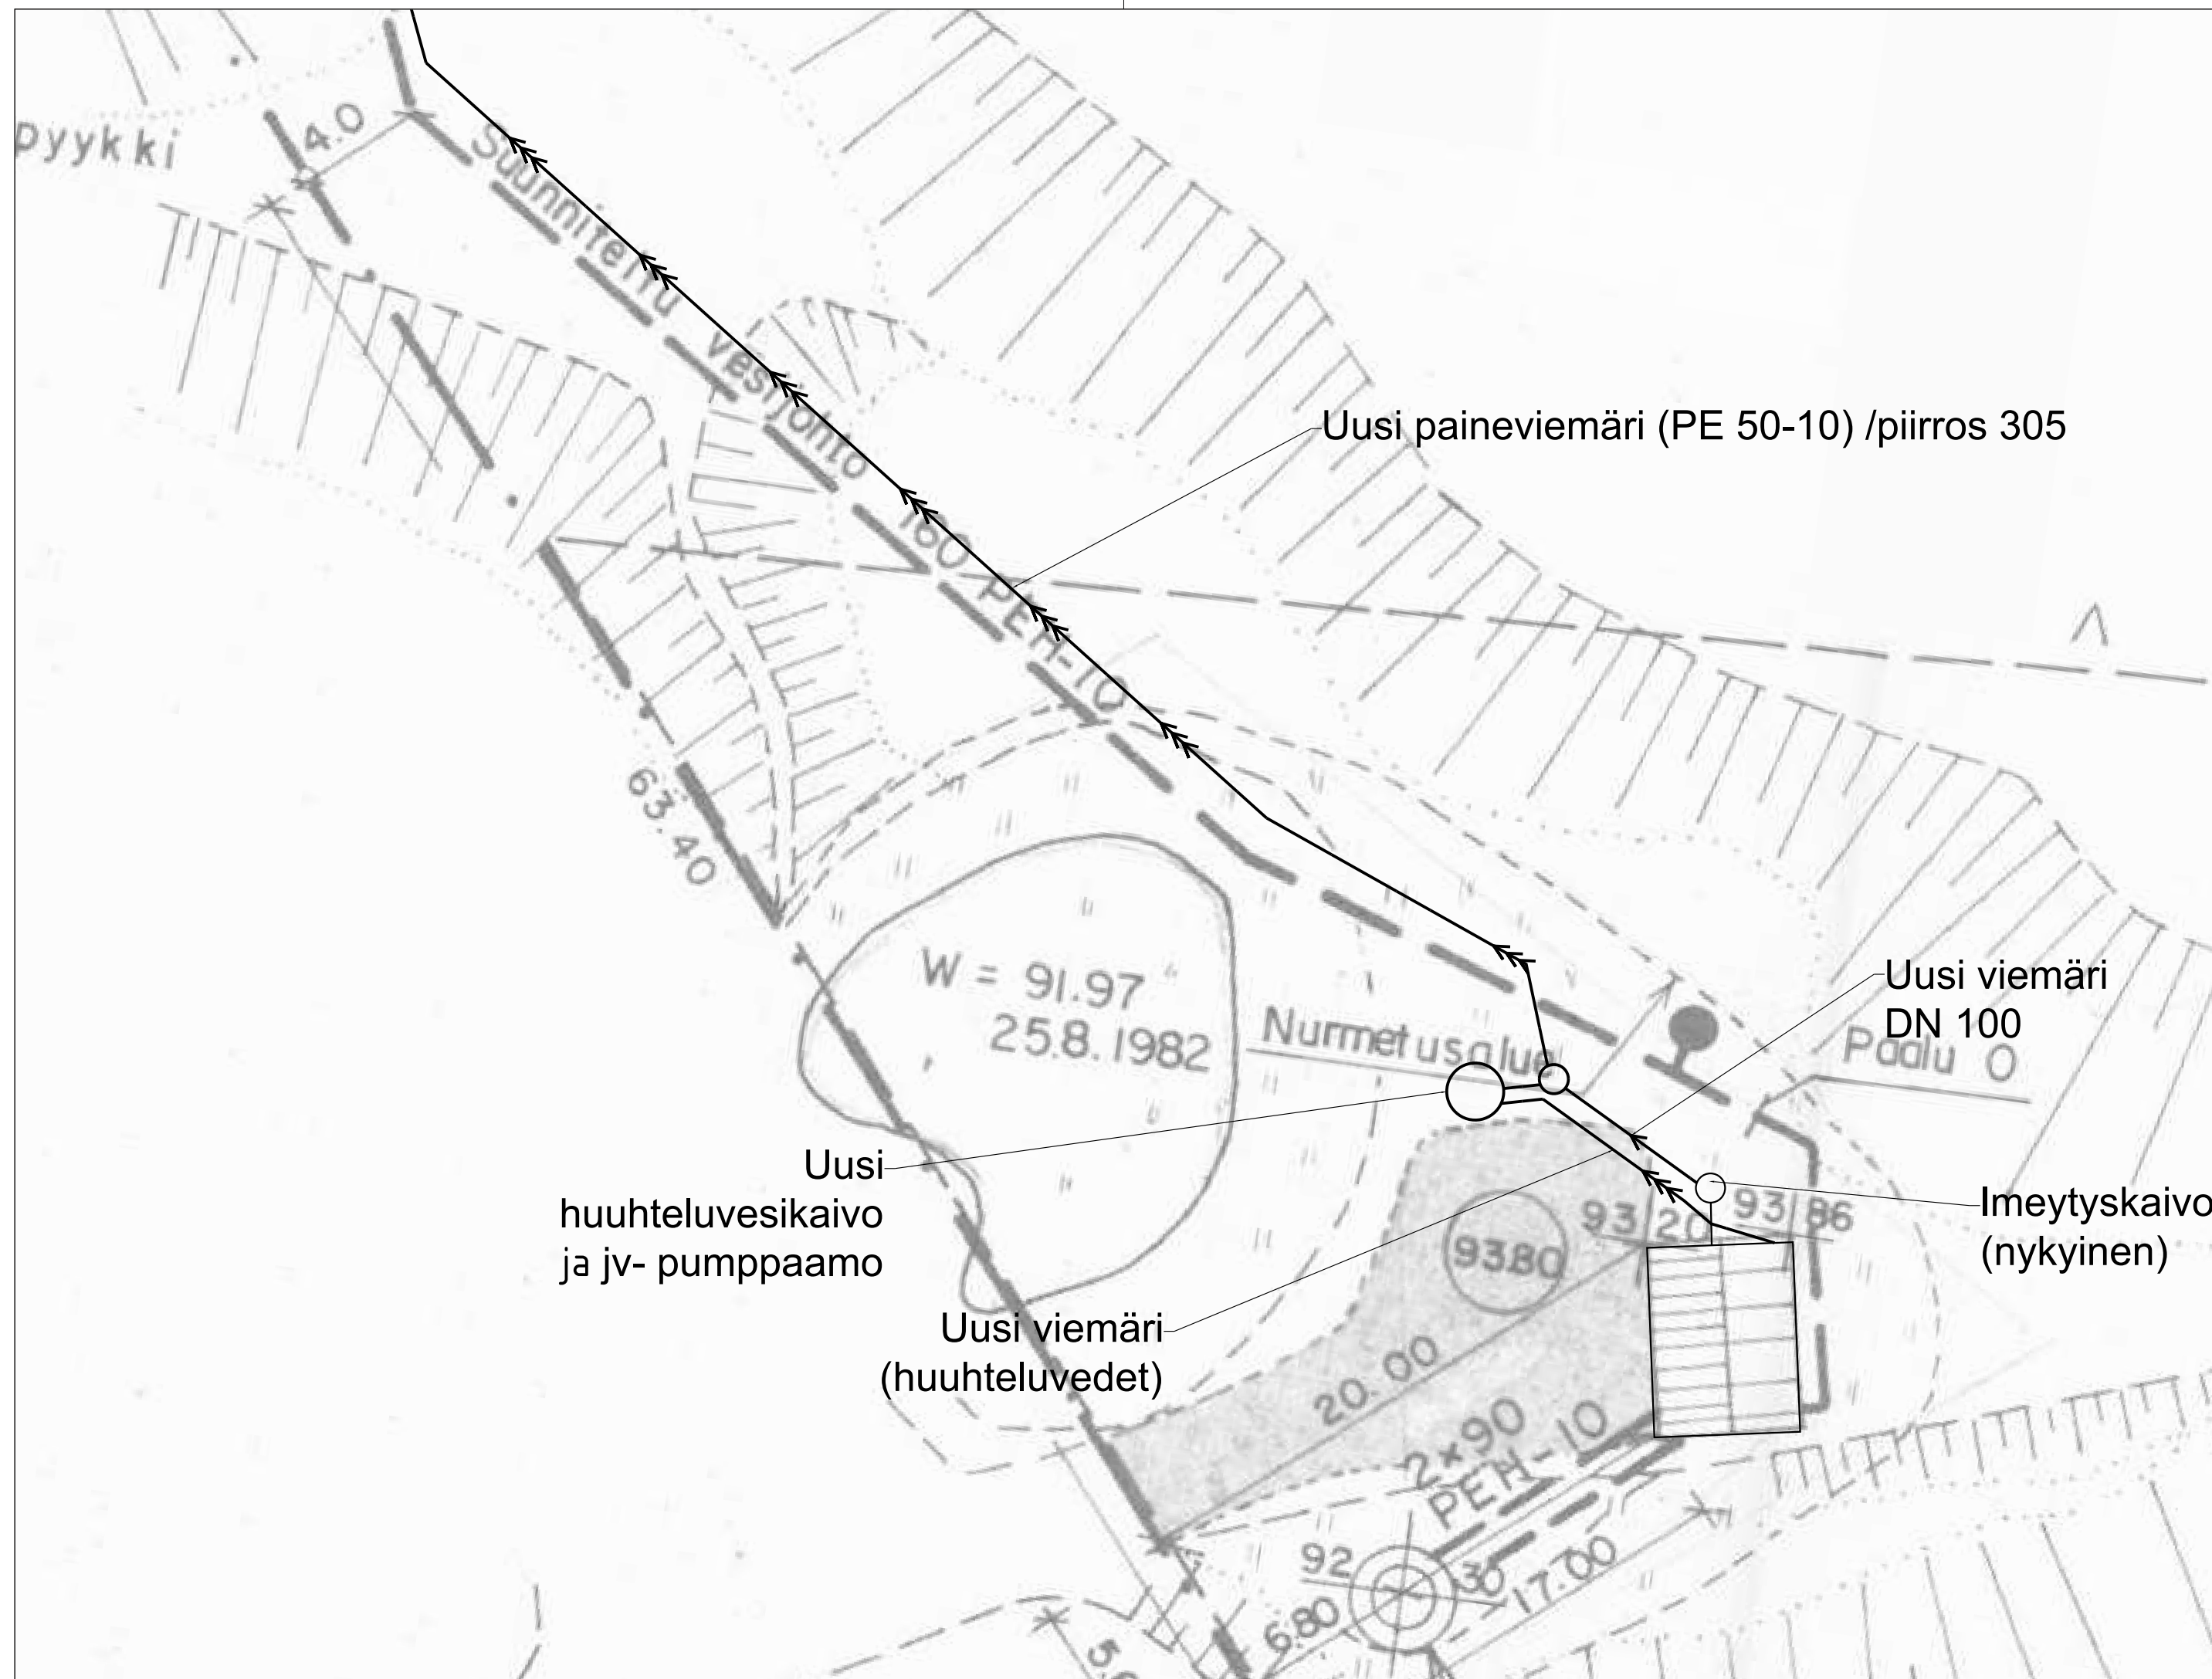 4.0
pyykki
Suunniteltu vesijohto 160 PEH-10
Uusi paineviemäri (PE 50-10) /piirros 305
63.40
W = 91.97
25.8.1982
Nurmetusalue
Uusi viemäri
DN 100
Paalu 0
Uusi
huuhteluvesikaivo
ja jv- pumppaamo
Imeytyskaivo
(nykyinen)
93 20
93 86
93.80
Uusi viemäri
(huuhteluvedet)
20.00
2x90
PEH-10
92 30
17.00
6.80